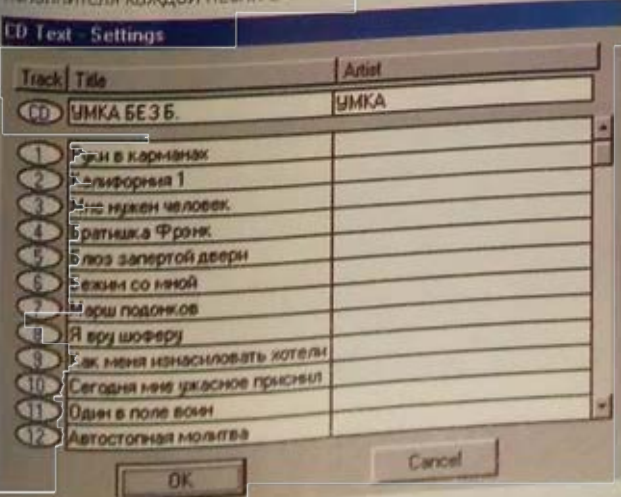 CD Text - Settings
Track Title Artist
CD УМКА БЕЗ Б. УМКА
1 Руки в карманах
2 Калифорния 1
3 Мне нужен человек
4 Братишка Фрэнк
5 Блюз запертой двери
6 Бежим со мной
7 Марш подонков
8 Я вру шоферу
9 Как меня изнасиловать хотели
10 Сегодня мне ужасное приснил
11 Один в поле воин
12 Автостопная молитва
OK Cancel